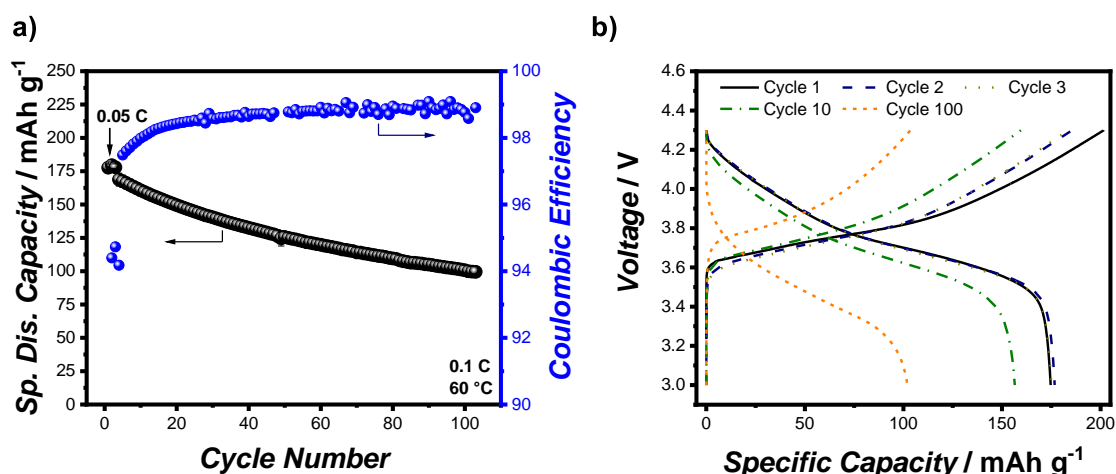 a)
Sp. Dis. Capacity / mAh g-1
250
225
200
175
150
125
100
75
50
25
0
0.05 C
0.1 C
60 °C
0
20
40
60
80
100
Cycle Number
100
98
96
94
92
90
Coulombic Efficiency
b)
Voltage / V
4.6
4.2
4.0
3.8
3.6
3.4
3.2
3.0
Cycle 1
Cycle 2
Cycle 3
Cycle 10
Cycle 100
0
50
100
150
200
Specific Capacity / mAh g-1